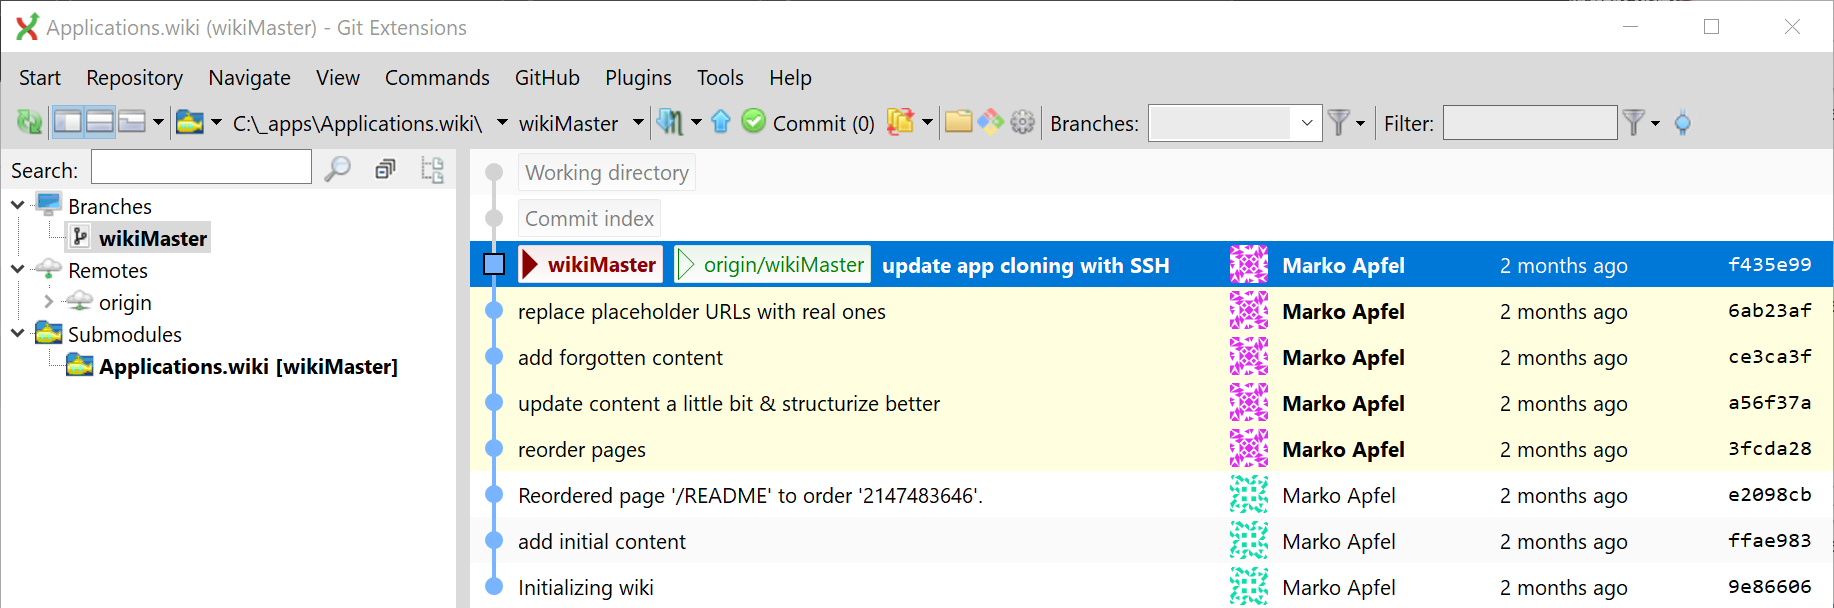 Applications.wiki (wikiMaster) - Git Extensions
Start Repository Navigate View Commands GitHub Plugins Tools Help
C:\_apps\Applications.wiki\ wikiMaster Commit (0) Branches: Filter:
Search:
Branches
wikiMaster
Remotes
origin
Submodules
Applications.wiki [wikiMaster]
Working directory
Commit index
wikiMaster origin/wikiMaster update app cloning with SSH Marko Apfel 2 months ago f435e99
replace placeholder URLs with real ones Marko Apfel 2 months ago 6ab23af
add forgotten content Marko Apfel 2 months ago ce3ca3f
update content a little bit & structurize better Marko Apfel 2 months ago a56f37a
reorder pages Marko Apfel 2 months ago 3fcda28
Reordered page '/README' to order '2147483646'. Marko Apfel 2 months ago e2098cb
add initial content Marko Apfel 2 months ago ffae983
Initializing wiki Marko Apfel 2 months ago 9e86606